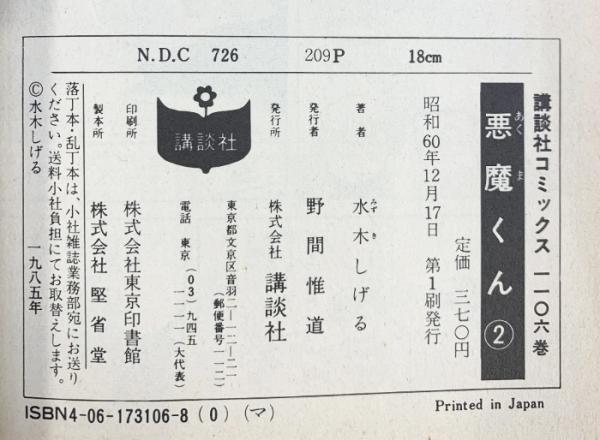 N.D.C 726 209P 18cm
講談社コミックス 一一〇六巻
悪魔くん②
あくま
定価 三七〇円
昭和60年12月17日 第1刷発行
著者 水木しげる
みずき
発行者 野間惟道
発行所 株式会社 講談社
東京都文京区音羽二―一二―二一
(郵便番号一一二)
電話 東京(03)九四五
一一一一(大代表)
講談社
印刷所 株式会社東京印書館
製本所 株式会社 堅省堂
落丁本・乱丁本は、小社雑誌業務部宛にお送り
ください。送料小社負担にてお取替えします。
©水木しげる 一九八五年
ISBN4-06-173106-8 (0) (マ)
Printed in Japan